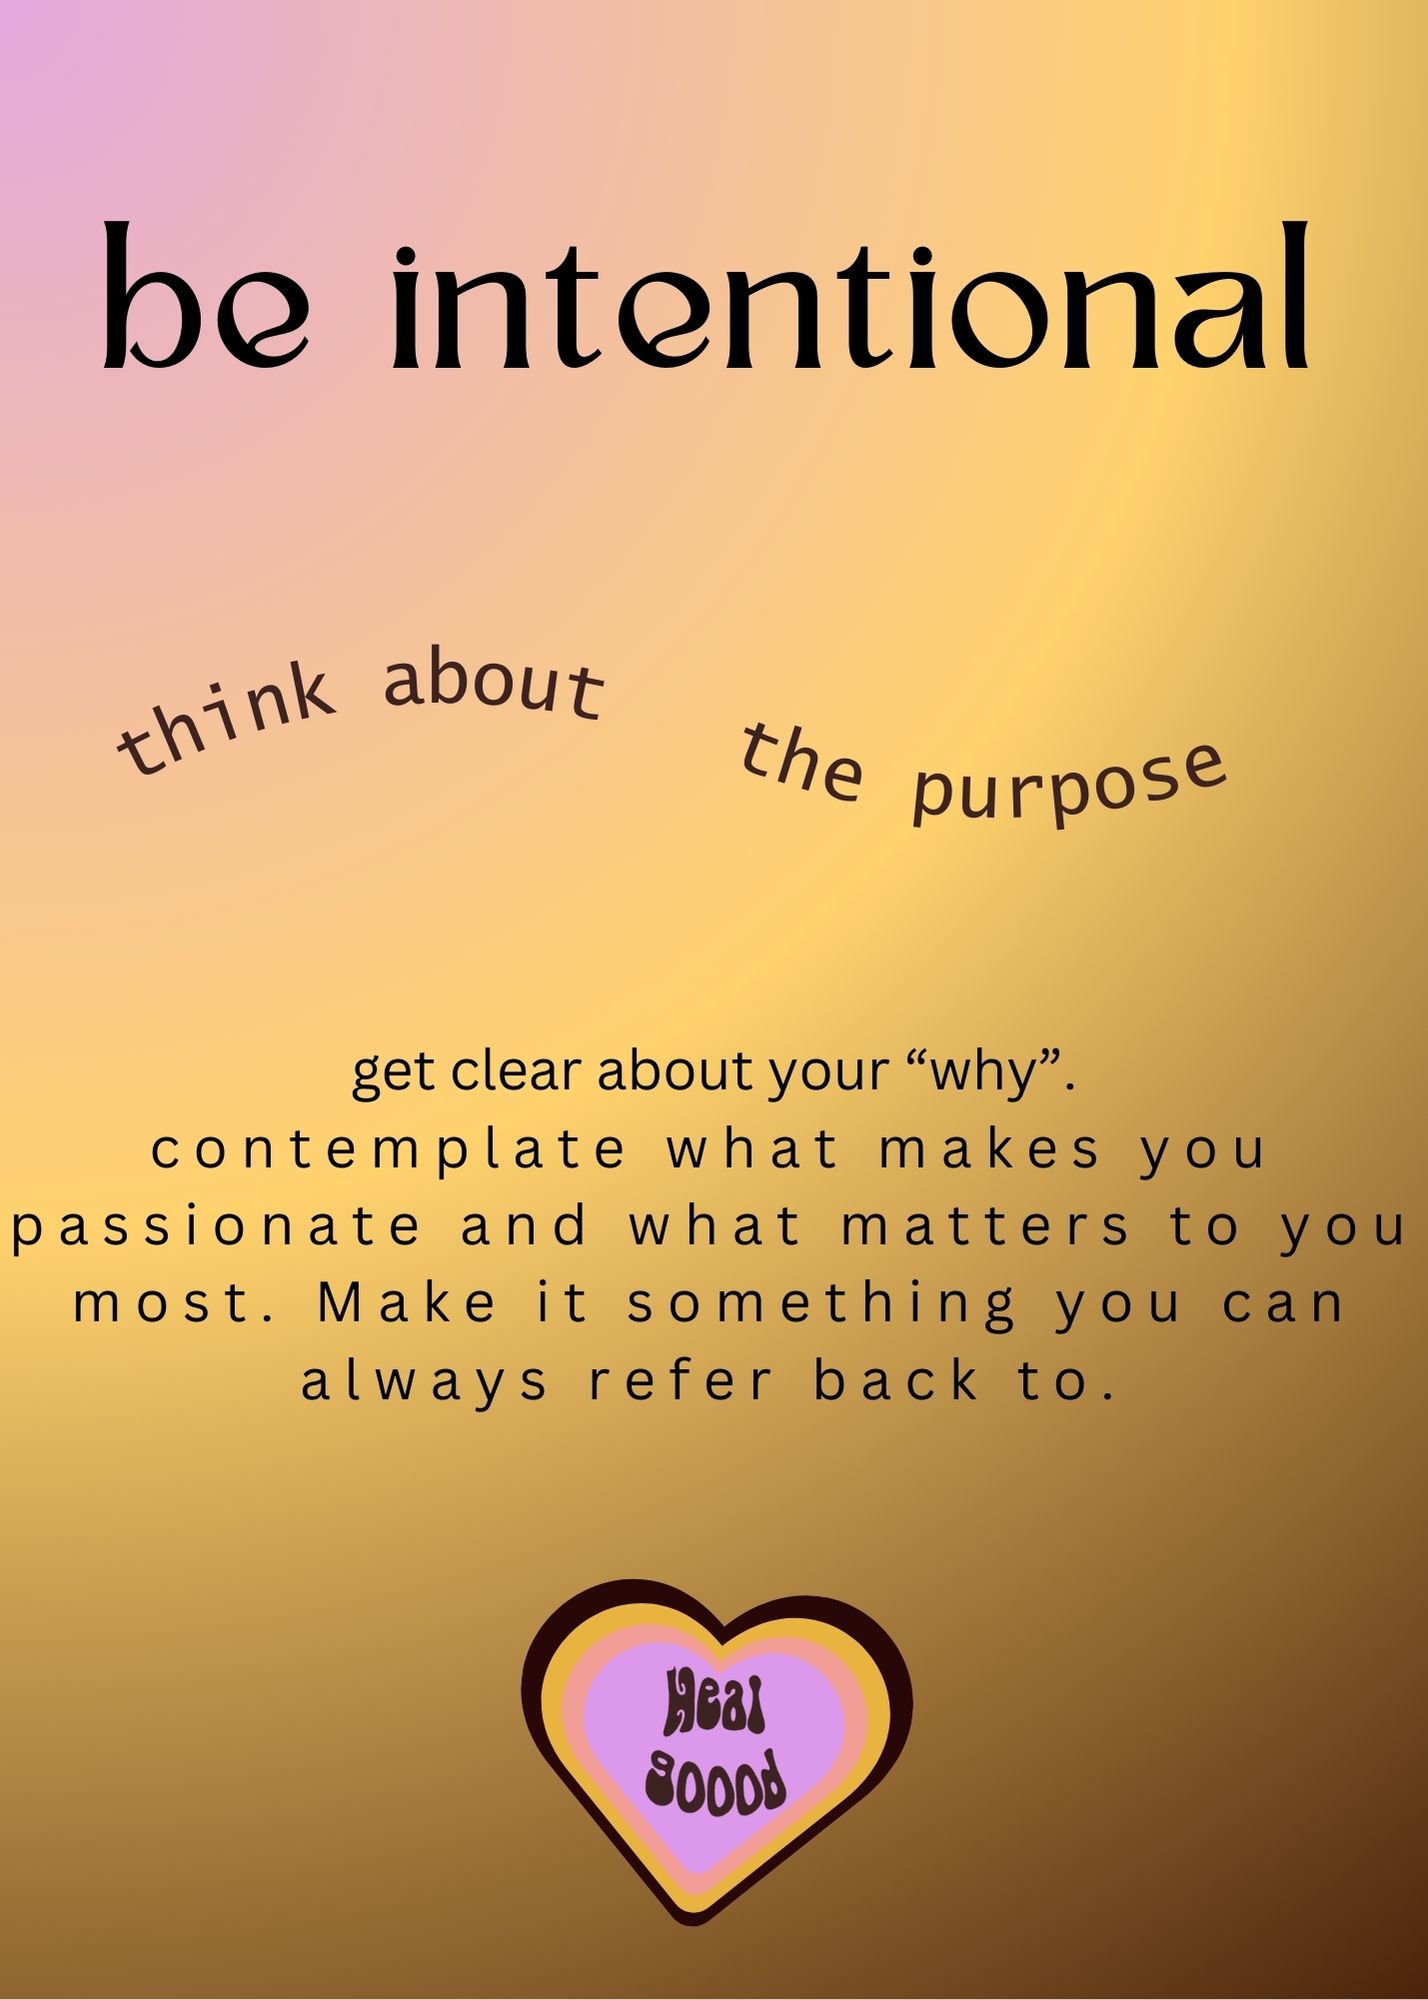 be intentional
think about the purpose
get clear about your “why”.
contemplate what makes you
passionate and what matters to you
most. Make it something you can
always refer back to.
Heal
goood